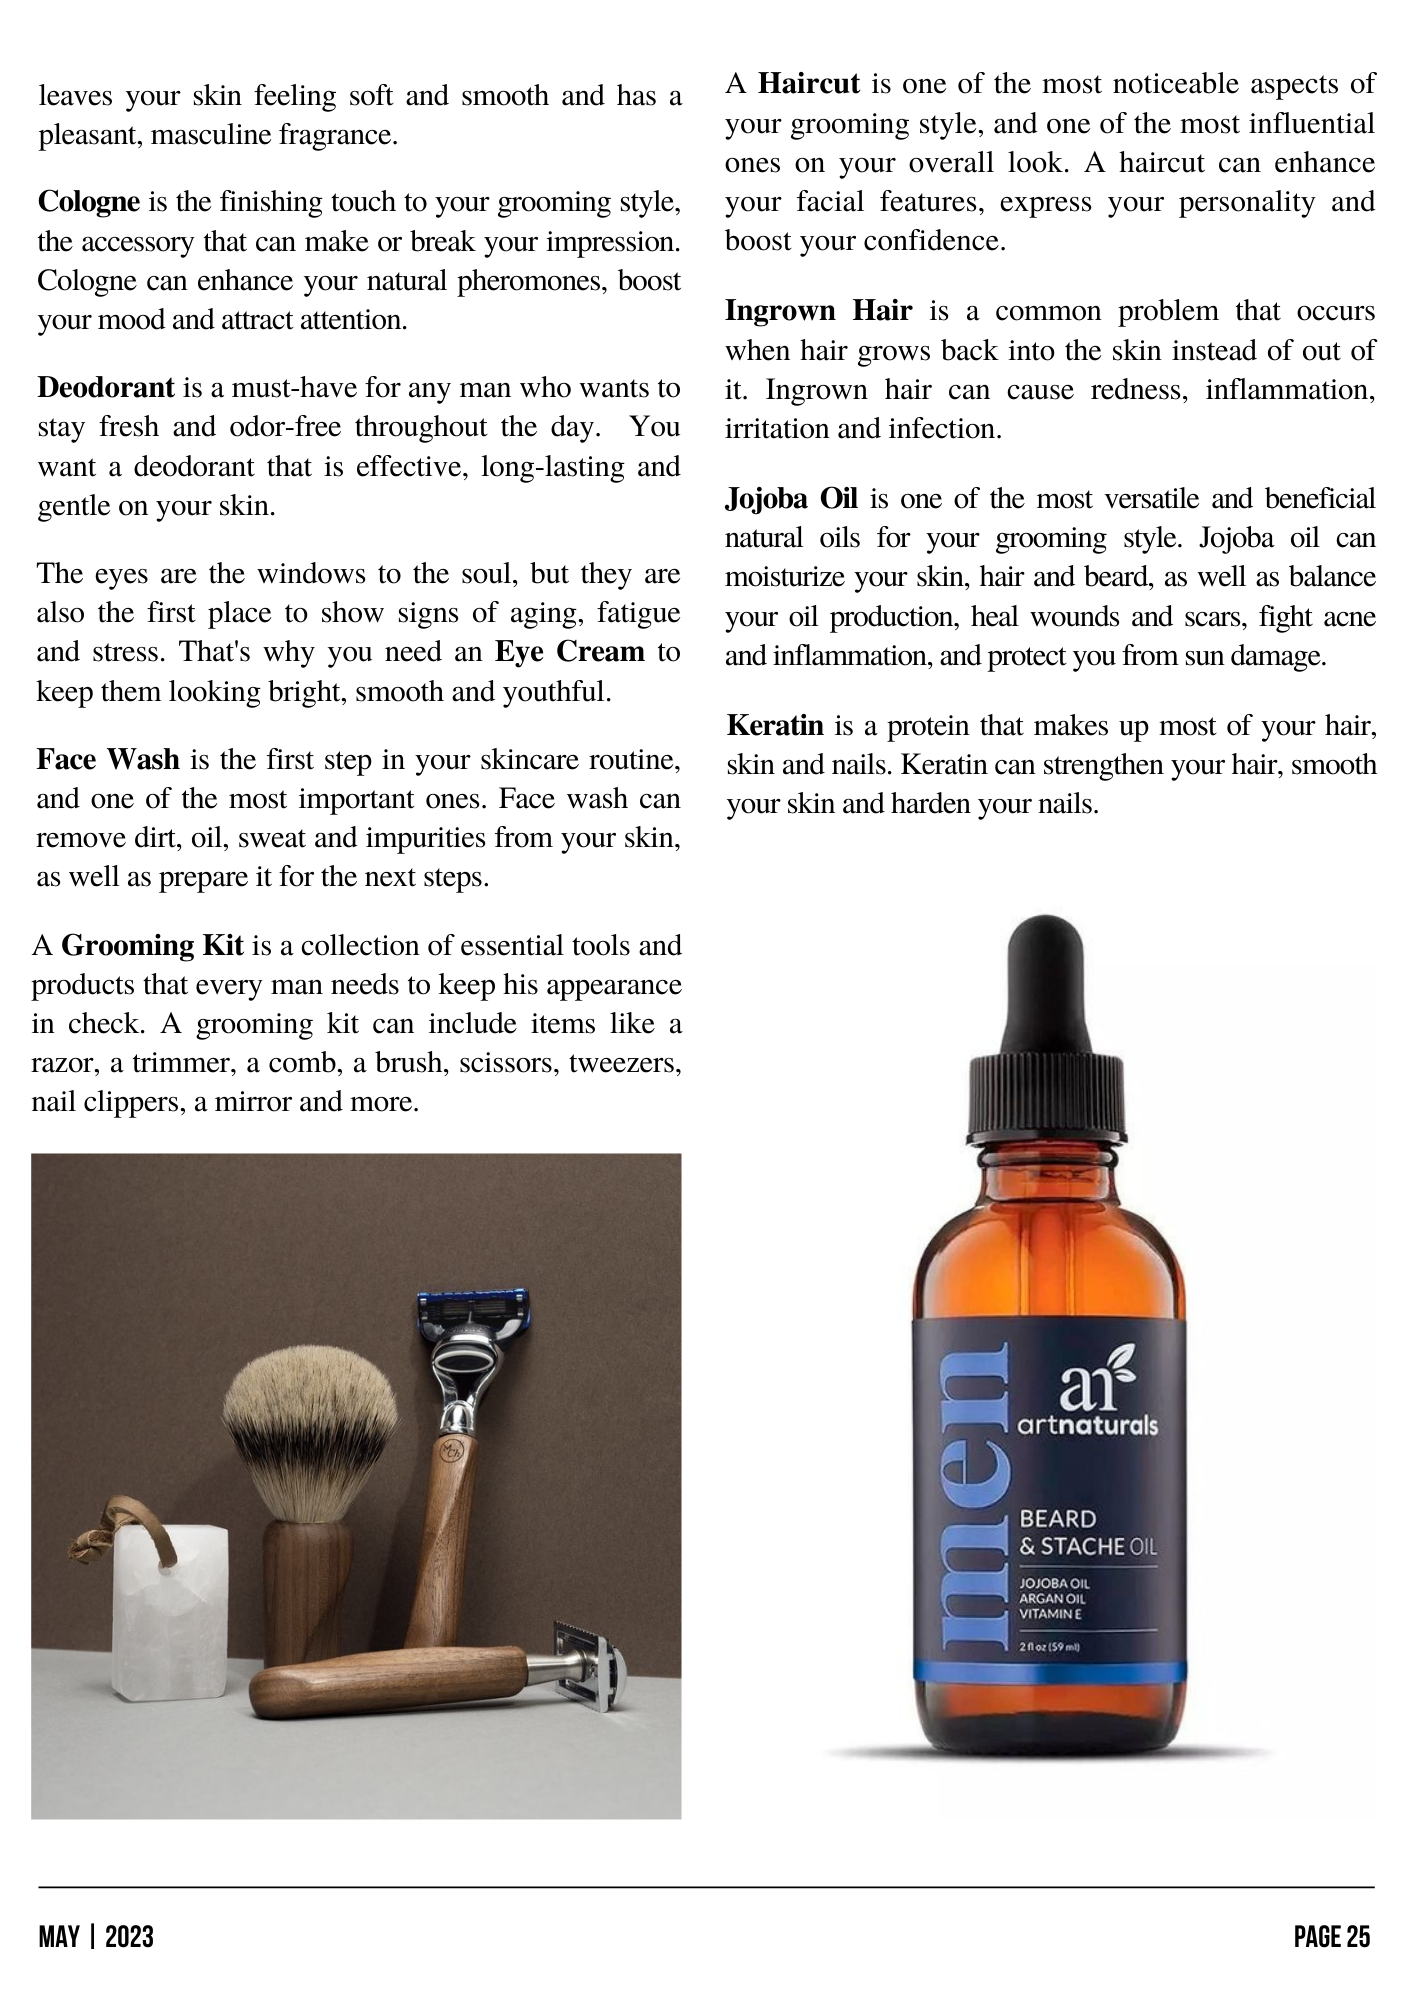 leaves your skin feeling soft and smooth and has a
pleasant, masculine fragrance.
Cologne is the finishing touch to your grooming style,
the accessory that can make or break your impression.
Cologne can enhance your natural pheromones, boost
your mood and attract attention.
Deodorant is a must-have for any man who wants to
stay fresh and odor-free throughout the day. You
want a deodorant that is effective, long-lasting and
gentle on your skin.
The eyes are the windows to the soul, but they are
also the first place to show signs of aging, fatigue
and stress. That's why you need an Eye Cream to
keep them looking bright, smooth and youthful.
Face Wash is the first step in your skincare routine,
and one of the most important ones. Face wash can
remove dirt, oil, sweat and impurities from your skin,
as well as prepare it for the next steps.
A Grooming Kit is a collection of essential tools and
products that every man needs to keep his appearance
in check. A grooming kit can include items like a
razor, a trimmer, a comb, a brush, scissors, tweezers,
nail clippers, a mirror and more.
A Haircut is one of the most noticeable aspects of
your grooming style, and one of the most influential
ones on your overall look. A haircut can enhance
your facial features, express your personality and
boost your confidence.
Ingrown Hair is a common problem that occurs
when hair grows back into the skin instead of out of
it. Ingrown hair can cause redness, inflammation,
irritation and infection.
Jojoba Oil is one of the most versatile and beneficial
natural oils for your grooming style. Jojoba oil can
moisturize your skin, hair and beard, as well as balance
your oil production, heal wounds and scars, fight acne
and inflammation, and protect you from sun damage.
Keratin is a protein that makes up most of your hair,
skin and nails. Keratin can strengthen your hair, smooth
your skin and harden your nails.
men
an
artnaturals
BEARD
& STACHE OIL
JOJOBA OIL
ARGAN OIL
VITAMIN E
2 fl oz (59 ml)
MAY | 2023
PAGE 25